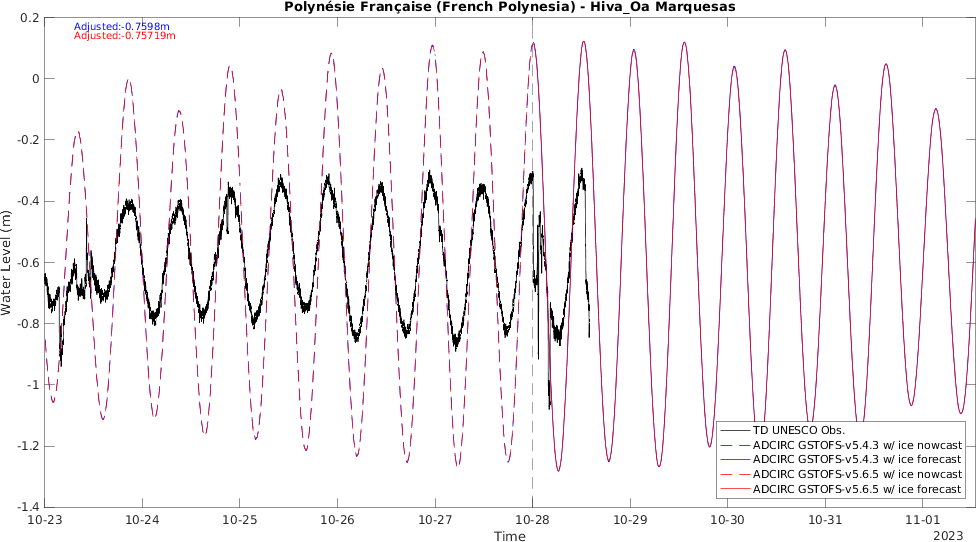 Polynésie Française (French Polynesia) - Hiva_Oa Marquesas
Adjusted:-0.7598m
Adjusted:-0.75719m
Water Level (m)
0.2
0
-0.2
-0.4
-0.6
-0.8
-1
-1.2
-1.4
TD UNESCO Obs.
ADCIRC GSTOFS-v5.4.3 w/ ice nowcast
ADCIRC GSTOFS-v5.4.3 w/ ice forecast
ADCIRC GSTOFS-v5.6.5 w/ ice nowcast
ADCIRC GSTOFS-v5.6.5 w/ ice forecast
10-23 10-24 10-25 10-26 10-27 10-28 10-29 10-30 10-31 11-01
2023
Time